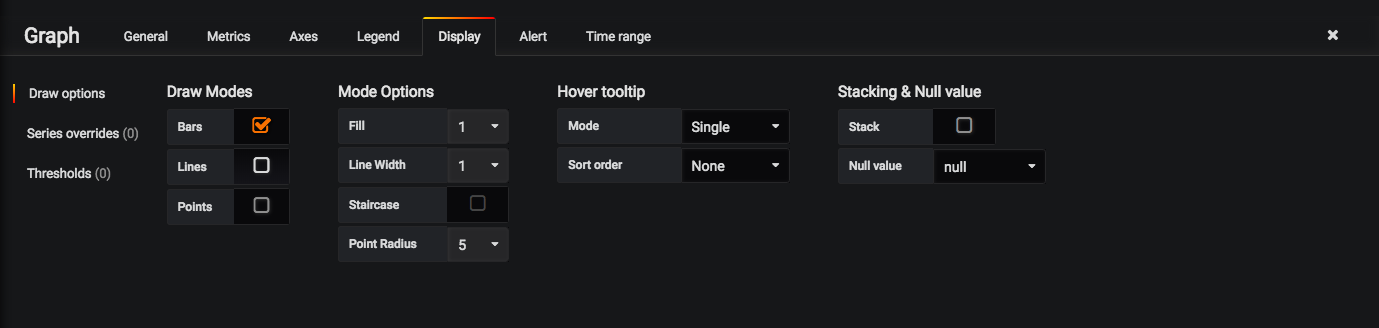 Graph General Metrics Axes Legend Display Alert Time range ×
Draw options
Series overrides (0)
Thresholds (0)
Draw Modes
Bars
Lines
Points
Mode Options
Fill 1
Line Width 1
Staircase
Point Radius 5
Hover tooltip
Mode Single
Sort order None
Stacking & Null value
Stack
Null value null